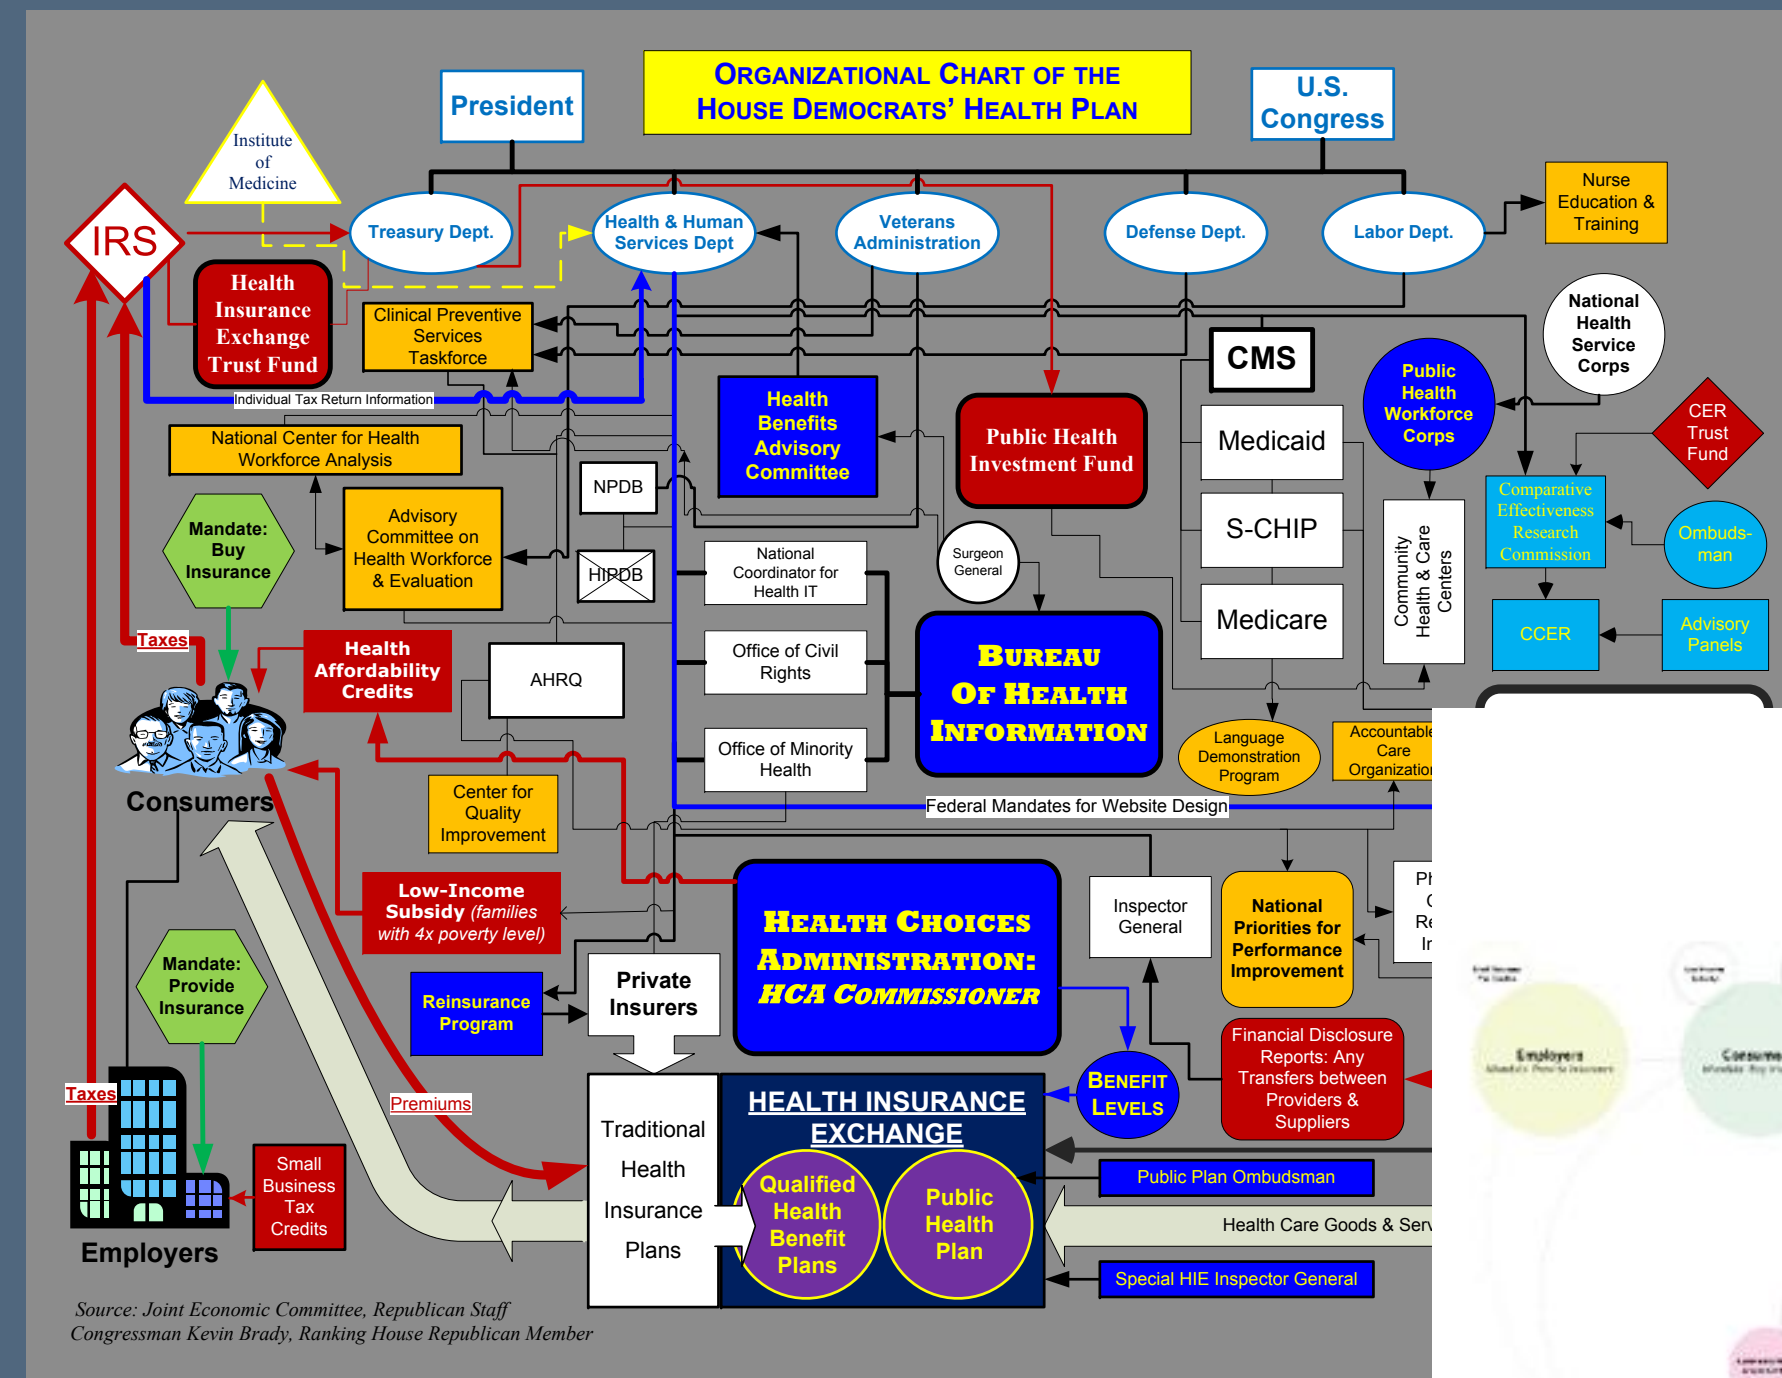 ORGANIZATIONAL CHART OF THE
HOUSE DEMOCRATS' HEALTH PLAN
President
U.S.
Congress
Institute
of
Medicine
IRS
Treasury Dept.
Health & Human
Services Dept
Veterans
Administration
Defense Dept.
Labor Dept.
Nurse
Education &
Training
Health
Insurance
Exchange
Trust Fund
Clinical Preventive
Services
Taskforce
CMS
National
Health
Service
Corps
Public
Health
Workforce
Corps
CER
Trust
Fund
Individual Tax Return Information
Health
Benefits
Advisory
Committee
Public Health
Investment Fund
Medicaid
S-CHIP
Medicare
National Center for Health
Workforce Analysis
NPDB
HIPDB
Advisory
Committee on
Health Workforce
& Evaluation
Mandate:
Buy
Insurance
National
Coordinator for
Health IT
Surgeon
General
Community
Health & Care
Centers
Comparative
Effectiveness
Research
Commission
Ombuds-
man
CCER
Advisory
Panels
Taxes
Health
Affordability
Credits
AHRQ
Office of Civil
Rights
Office of Minority
Health
BUREAU
OF HEALTH
INFORMATION
Language
Demonstration
Program
Accountable
Care
Organization
Consumers
Center for
Quality
Improvement
Federal Mandates for Website Design
Low-Income
Subsidy (families
with 4x poverty level)
HEALTH CHOICES
ADMINISTRATION:
HCA COMMISSIONER
Inspector
General
National
Priorities for
Performance
Improvement
Mandate:
Provide
Insurance
Reinsurance
Program
Private
Insurers
Financial Disclosure
Reports: Any
Transfers between
Providers &
Suppliers
BENEFIT
LEVELS
Taxes
Premiums
Small
Business
Tax
Credits
Employers
Traditional
Health
Insurance
Plans
HEALTH INSURANCE
EXCHANGE
Qualified
Health
Benefit
Plans
Public
Health
Plan
Public Plan Ombudsman
Health Care Goods & Serv
Special HIE Inspector General
Employers
Source: Joint Economic Committee, Republican Staff
Congressman Kevin Brady, Ranking House Republican Member